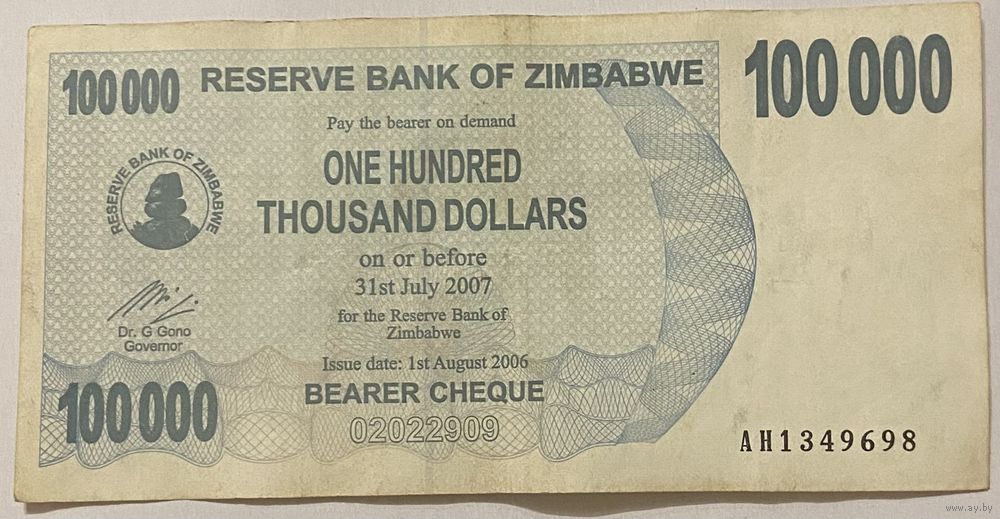 100 000
RESERVE BANK OF ZIMBABWE
100 000
Pay the bearer on demand
ONE HUNDRED
THOUSAND DOLLARS
RESERVE BANK OF ZIMBABWE
on or before
31st July 2007
for the Reserve Bank of
Zimbabwe
Dr. G Gono
Governor
Issue date: 1st August 2006
BEARER CHEQUE
100 000
02022909
AH1349698
www.ay.by